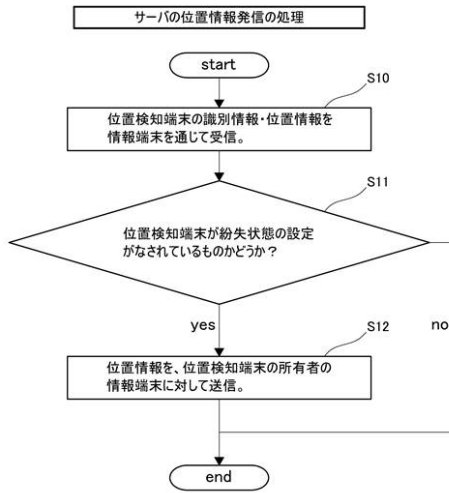 サーバの位置情報発信の処理
start
S10
位置検知端末の識別情報・位置情報を
情報端末を通じて受信。
S11
位置検知端末が紛失状態の設定
がなされているものかどうか？
yes
no
S12
位置情報を、位置検知端末の所有者の
情報端末に対して送信。
end